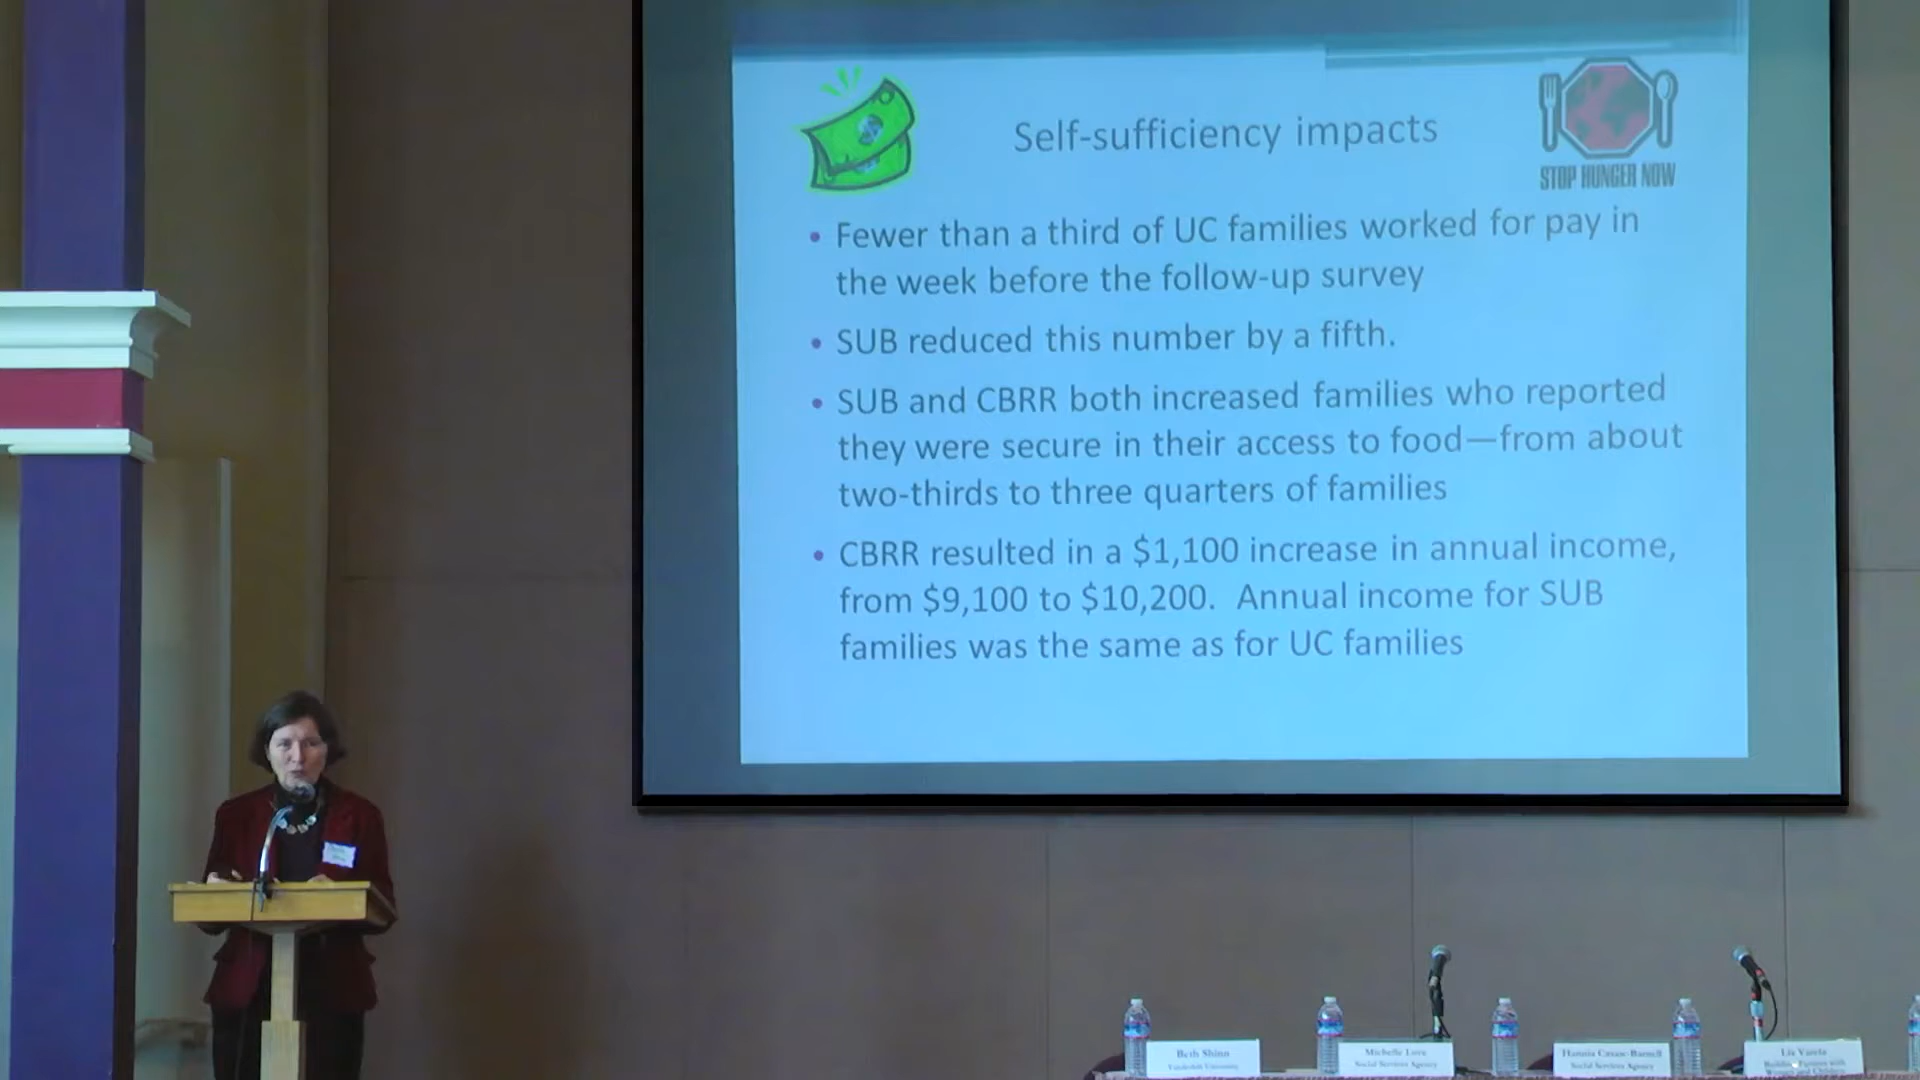 Self-sufficiency impacts
STOP HUNGER NOW
• Fewer than a third of UC families worked for pay in
the week before the follow-up survey
• SUB reduced this number by a fifth.
• SUB and CBRR both increased families who reported
they were secure in their access to food—from about
two-thirds to three quarters of families
• CBRR resulted in a $1,100 increase in annual income,
from $9,100 to $10,200. Annual income for SUB
families was the same as for UC families
Beth Shinn
Vanderbilt University
Michelle Love
Social Services Agency
Social Services Agency
Liz Varela